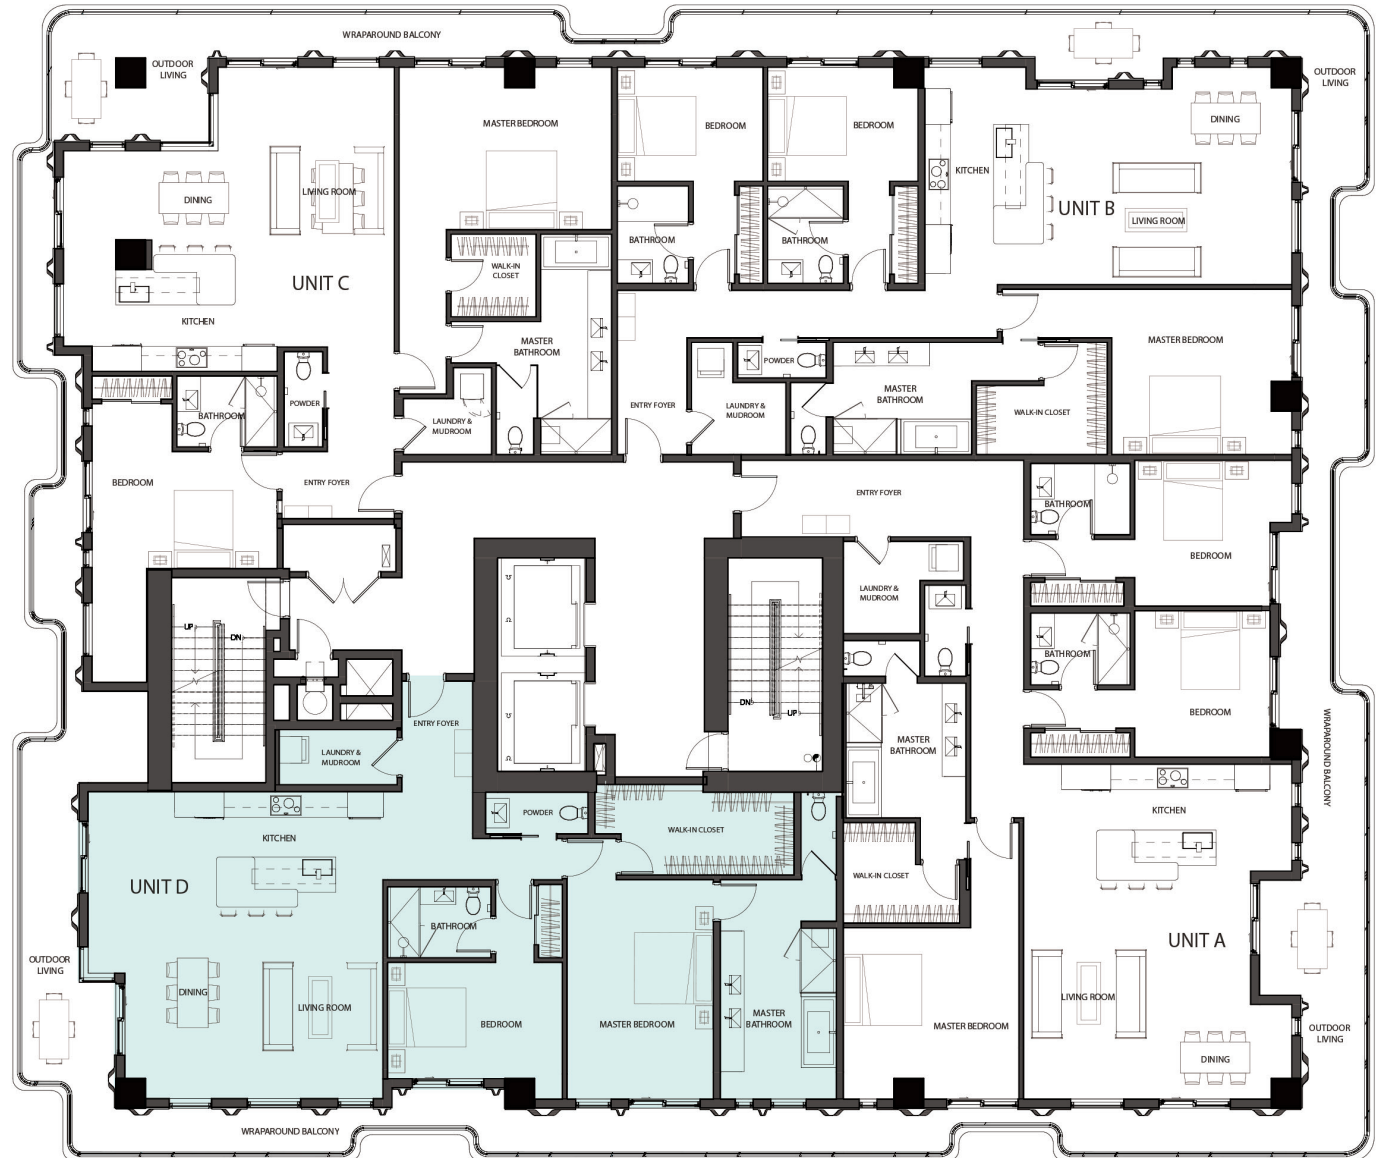 WRAPAROUND BALCONY
OUTDOOR
LIVING
OUTDOOR
LIVING
MASTER BEDROOM
BEDROOM
BEDROOM
DINING
KITCHEN
LIVING ROOM
DINING
UNIT B
LIVING ROOM
BATHROOM
BATHROOM
WALK-IN
CLOSET
UNIT C
KITCHEN
MASTER
BATHROOM
MASTER BEDROOM
POWDER
MASTER
BATHROOM
POWDER
BATHROOM
ENTRY FOYER
LAUNDRY &
MUDROOM
WALK-IN CLOSET
LAUNDRY &
MUDROOM
BEDROOM
ENTRY FOYER
ENTRY FOYER
BATHROOM
BEDROOM
LAUNDRY &
MUDROOM
UP
DN
BATHROOM
DN
UP
BEDROOM
ENTRY FOYER
WRAPAROUND BALCONY
LAUNDRY &
MUDROOM
MASTER
BATHROOM
KITCHEN
POWDER
WALK-IN CLOSET
KITCHEN
UNIT D
WALK-IN CLOSET
BATHROOM
UNIT A
OUTDOOR
LIVING
DINING
LIVING ROOM
LIVING ROOM
BEDROOM
MASTER BEDROOM
MASTER
BATHROOM
MASTER BEDROOM
OUTDOOR
LIVING
DINING
WRAPAROUND BALCONY